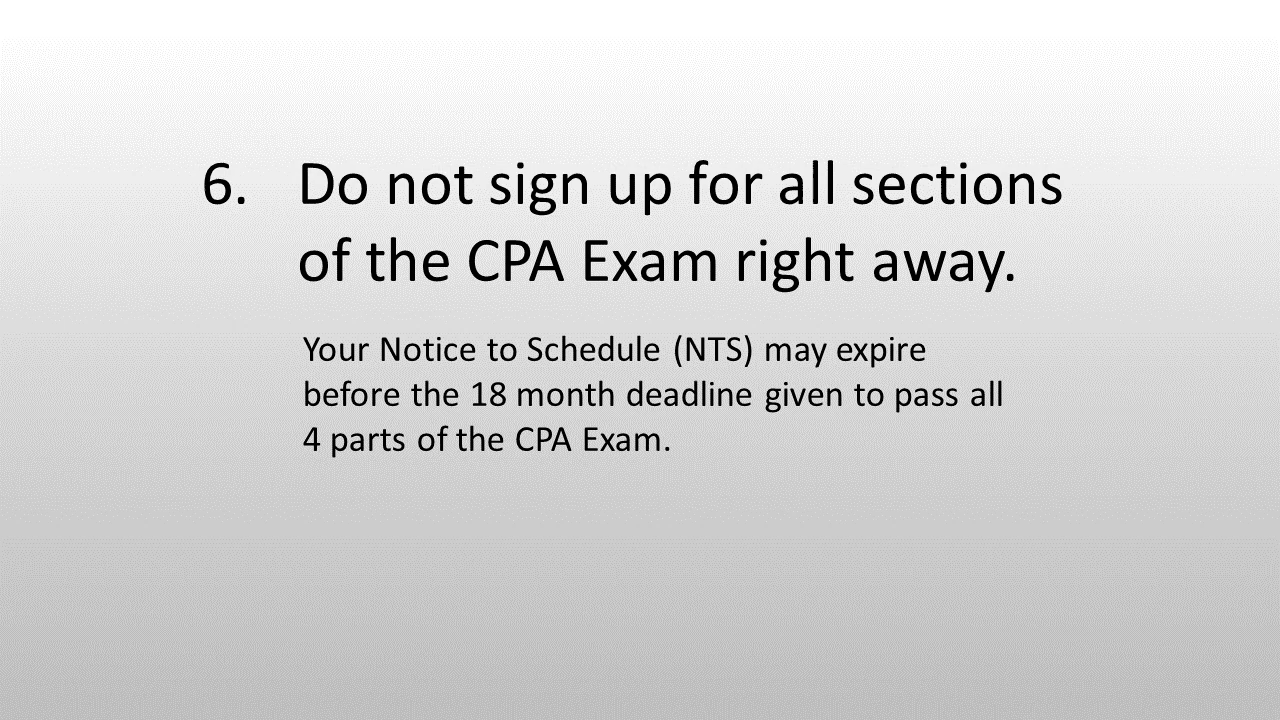 6. Do not sign up for all sections
of the CPA Exam right away.
Your Notice to Schedule (NTS) may expire
before the 18 month deadline given to pass all
4 parts of the CPA Exam.